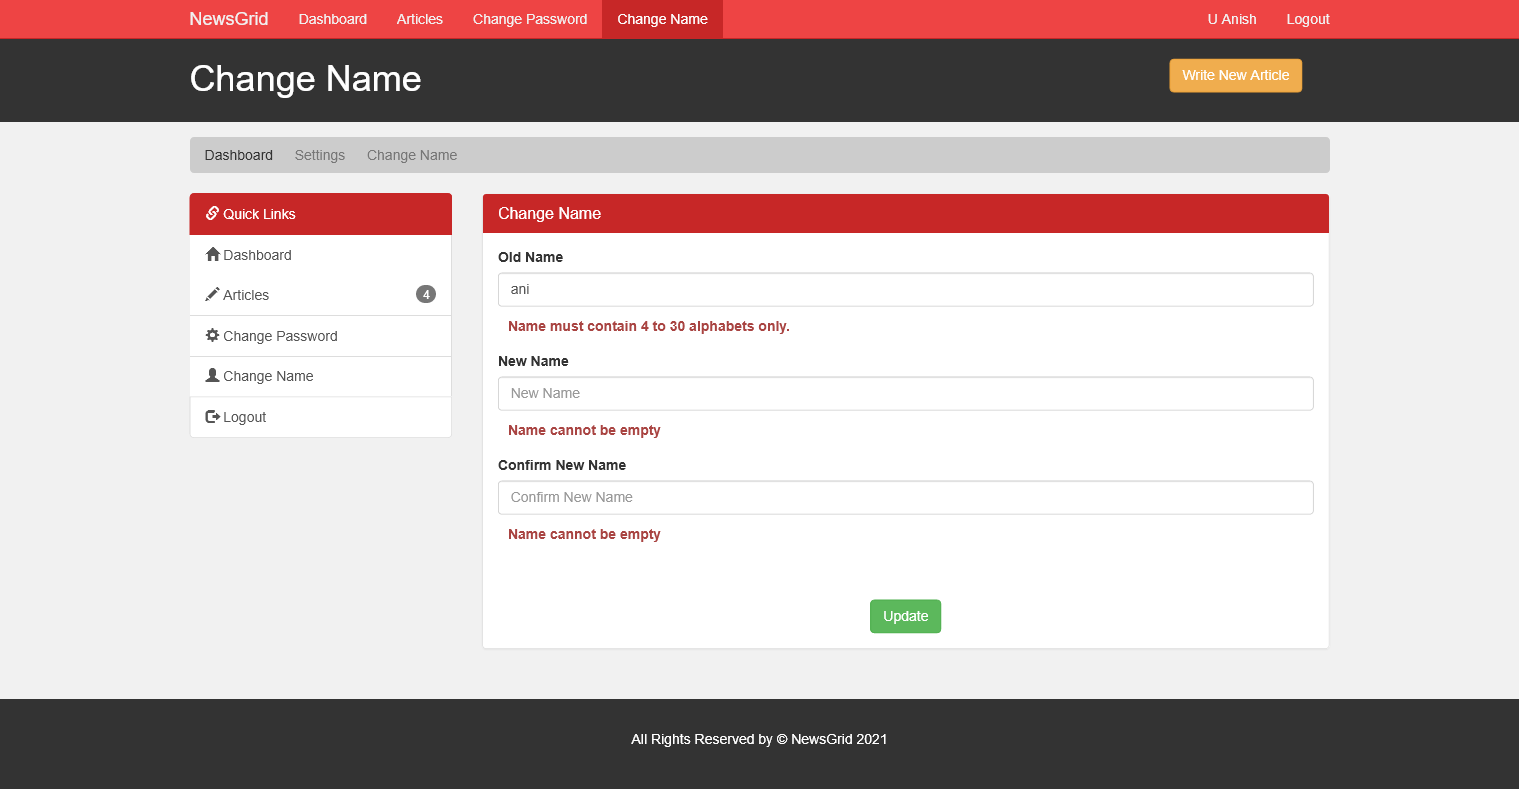 NewsGrid Dashboard Articles Change Password Change Name U Anish Logout
Change Name
Write New Article
Dashboard Settings Change Name
Quick Links
Dashboard
Articles 4
Change Password
Change Name
Logout
Change Name
Old Name
ani
Name must contain 4 to 30 alphabets only.
New Name
New Name
Name cannot be empty
Confirm New Name
Confirm New Name
Name cannot be empty
Update
All Rights Reserved by © NewsGrid 2021